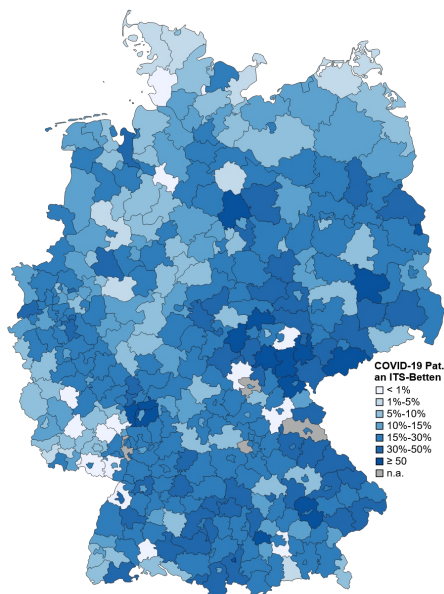 COVID-19 Pat.
an ITS-Betten
< 1%
1%-5%
5%-10%
10%-15%
15%-30%
30%-50%
≥ 50
n.a.